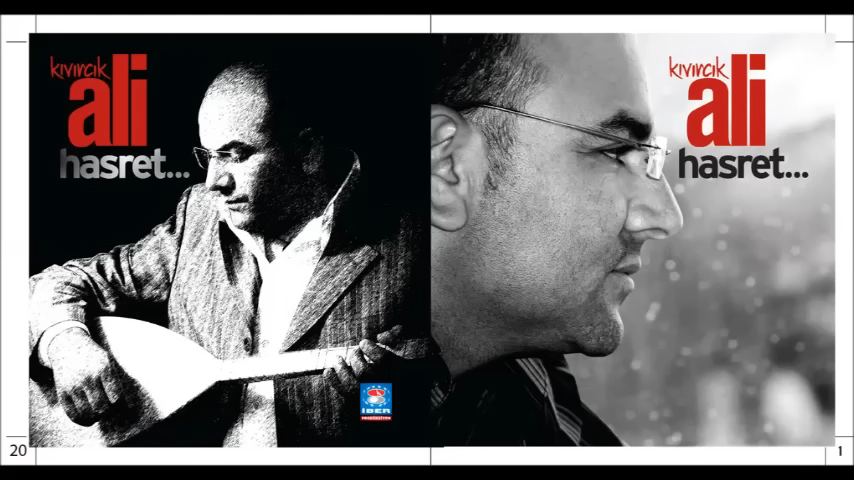 kıvırcık
ali
hasret...
İBER
kıvırcık
ali
hasret...
20
1